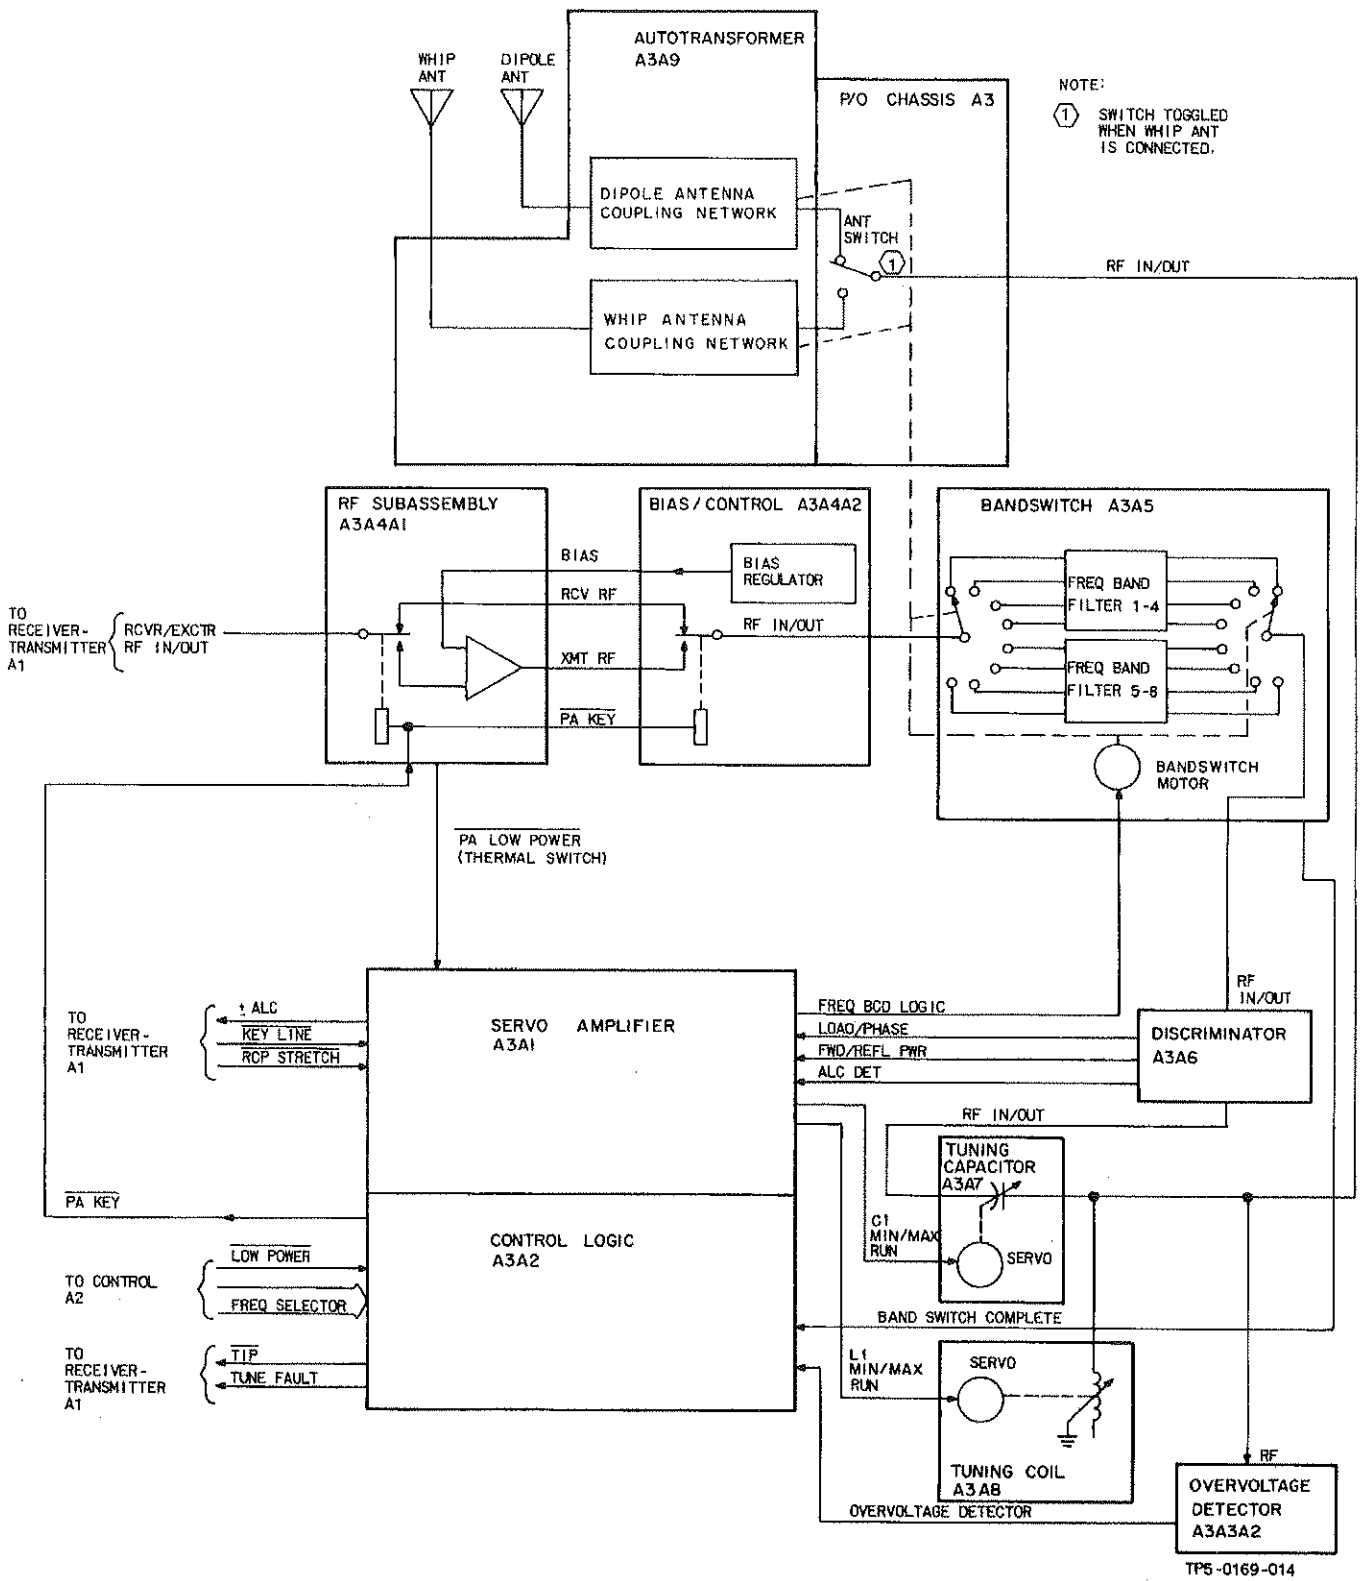 AUTOTRANSFORMER
A3A9
WHIP
ANT
DIPOLE
ANT
P/O CHASSIS A3
NOTE:
1 SWITCH TOGGLED
WHEN WHIP ANT
IS CONNECTED.
DIPOLE ANTENNA
COUPLING NETWORK
ANT
SWITCH
1
RF IN/OUT
WHIP ANTENNA
COUPLING NETWORK
RF SUBASSEMBLY
A3A4A1
BIAS/CONTROL A3A4A2
BANDSWITCH A3A5
BIAS
BIAS
REGULATOR
RCV RF
FREQ BAND
FILTER 1-4
TO
RECEIVER-
TRANSMITTER
A1
RCVR/EXCTR
RF IN/OUT
RF IN/OUT
XMT RF
FREQ BAND
FILTER 5-8
PA KEY
BANDSWITCH
MOTOR
PA LOW POWER
(THERMAL SWITCH)
RF
IN/OUT
TO
RECEIVER-
TRANSMITTER
A1
± ALC
KEY LINE
RCP STRETCH
SERVO AMPLIFIER
A3A1
FREQ BCD LOGIC
LOAD/PHASE
FWD/REFL PWR
ALC DET
DISCRIMINATOR
A3A6
RF IN/OUT
TUNING
CAPACITOR
A3A7
PA KEY
C1
MIN/MAX
RUN
SERVO
CONTROL LOGIC
A3A2
TO CONTROL
A2
LOW POWER
FREQ SELECTOR
BAND SWITCH COMPLETE
TO
RECEIVER-
TRANSMITTER
A1
TIP
TUNE FAULT
L1
MIN/MAX
RUN
SERVO
TUNING COIL
A3A8
RF
OVERVOLTAGE
DETECTOR
A3A3A2
OVERVOLTAGE DETECTOR
TP5-0169-014